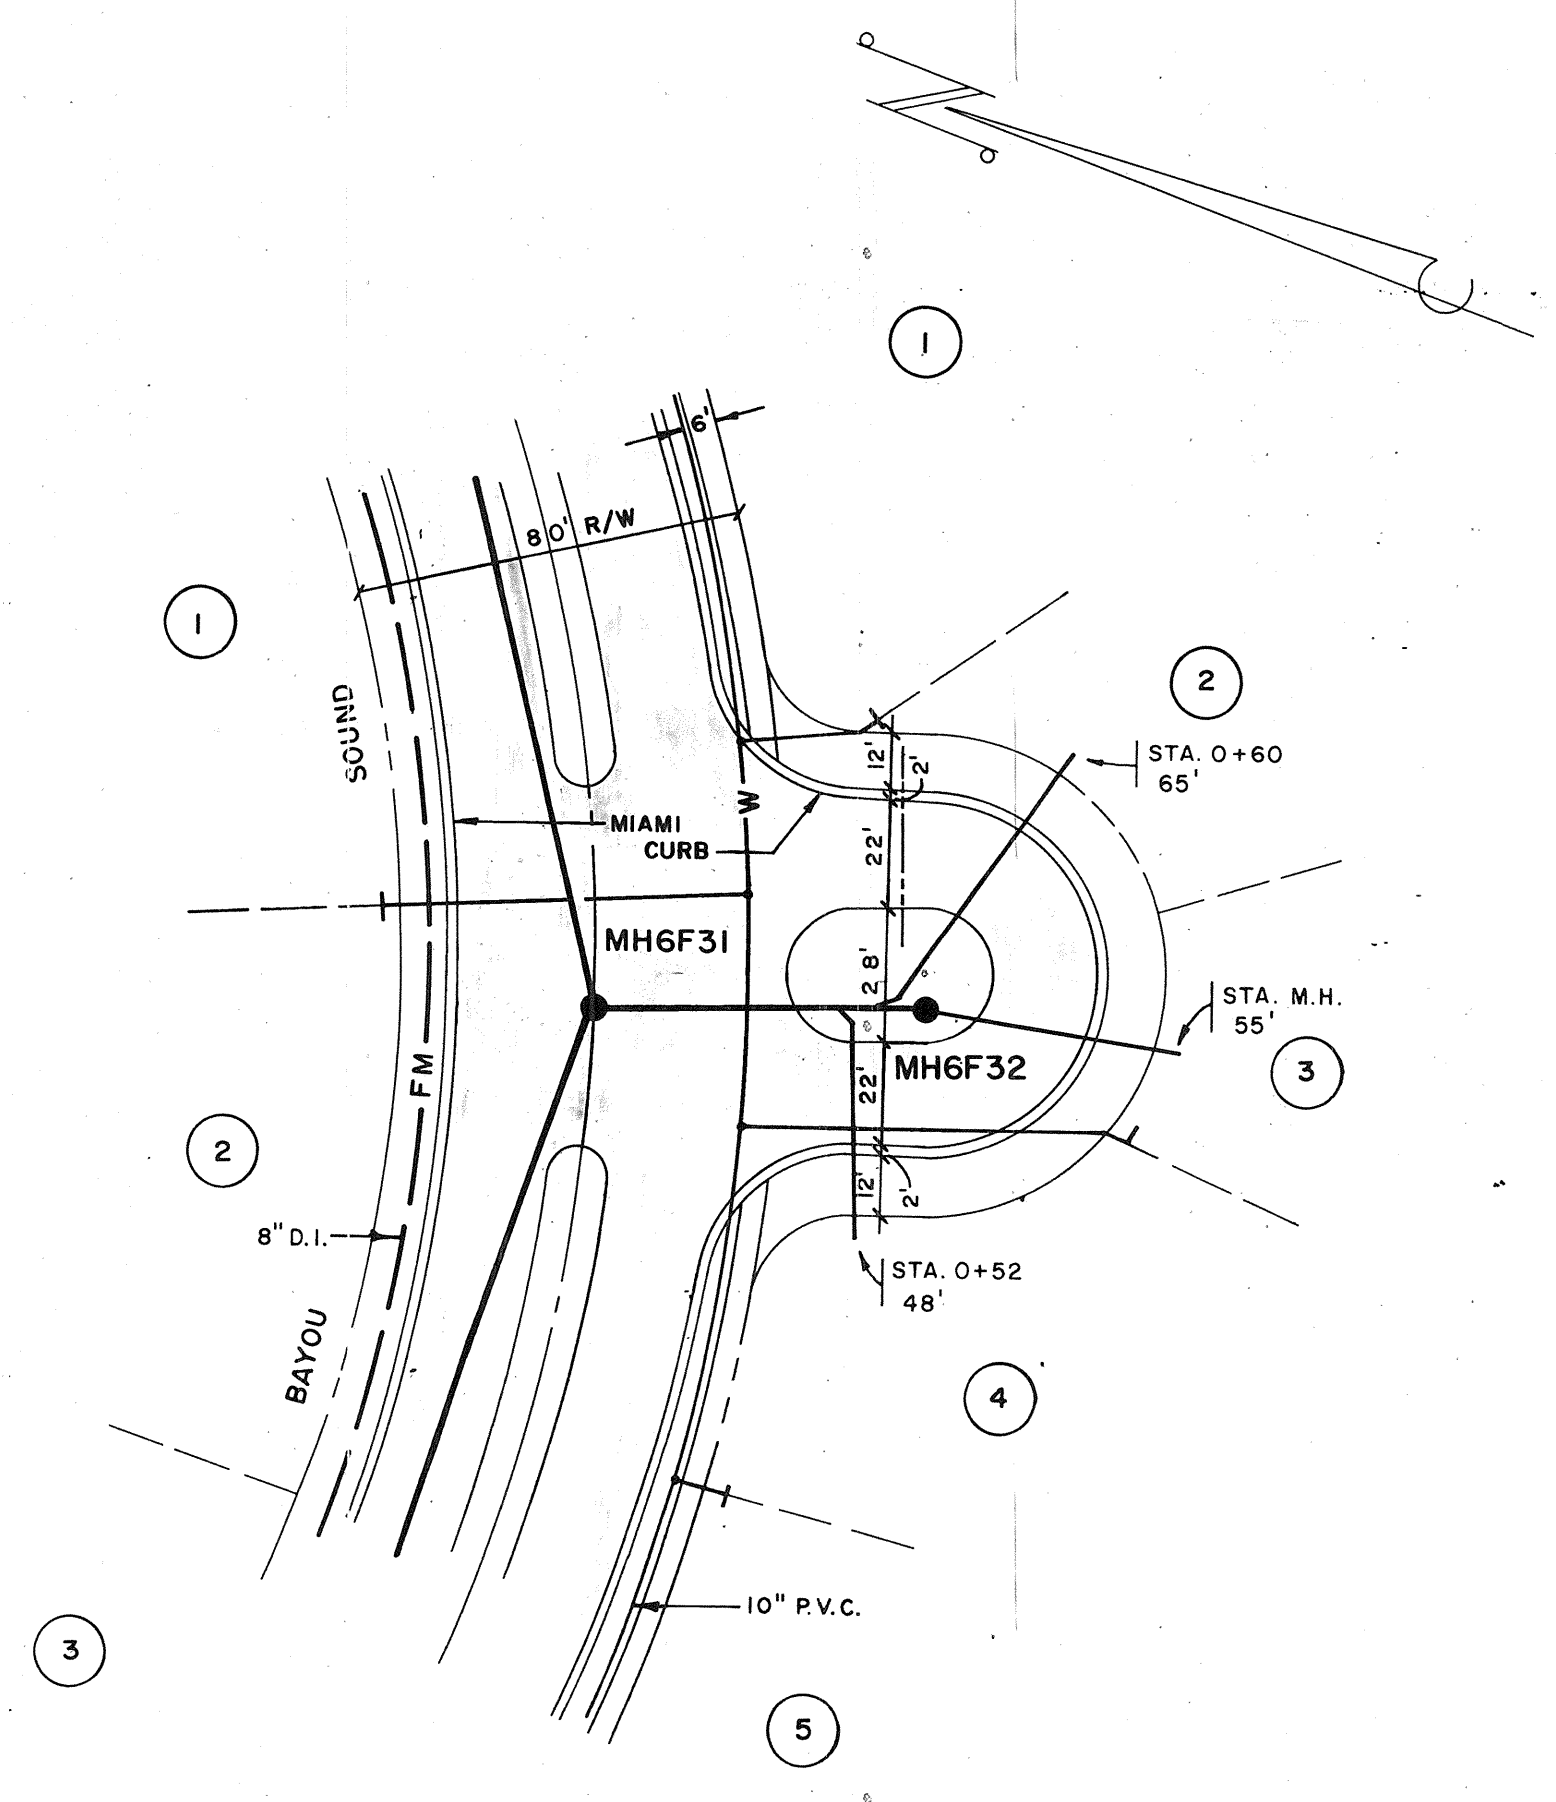 1
6'
80' R/W
1
2
SOUND
12'
2'
STA. 0+60
65'
W
MIAMI
CURB
22'
MH6F31
28'
STA. M.H.
55'
FM
MH6F32
3
22'
2
12'
2'
8" D.I.
STA. 0+52
48'
BAYOU
4
10" P.V.C.
3
5